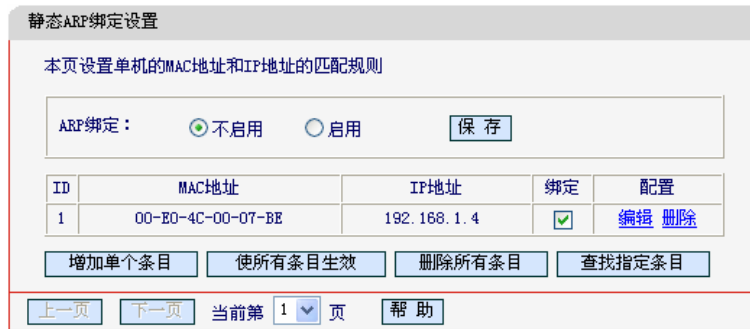 静态ARP绑定设置
本页设置单机的MAC地址和IP地址的匹配规则
ARP绑定： 不启用 启用 保 存
ID MAC地址 IP地址 绑定 配置
1 00-E0-4C-00-07-BE 192.168.1.4 编辑 删除
增加单个条目 使所有条目生效 删除所有条目 查找指定条目
上一页 下一页 当前第 1 页 帮 助